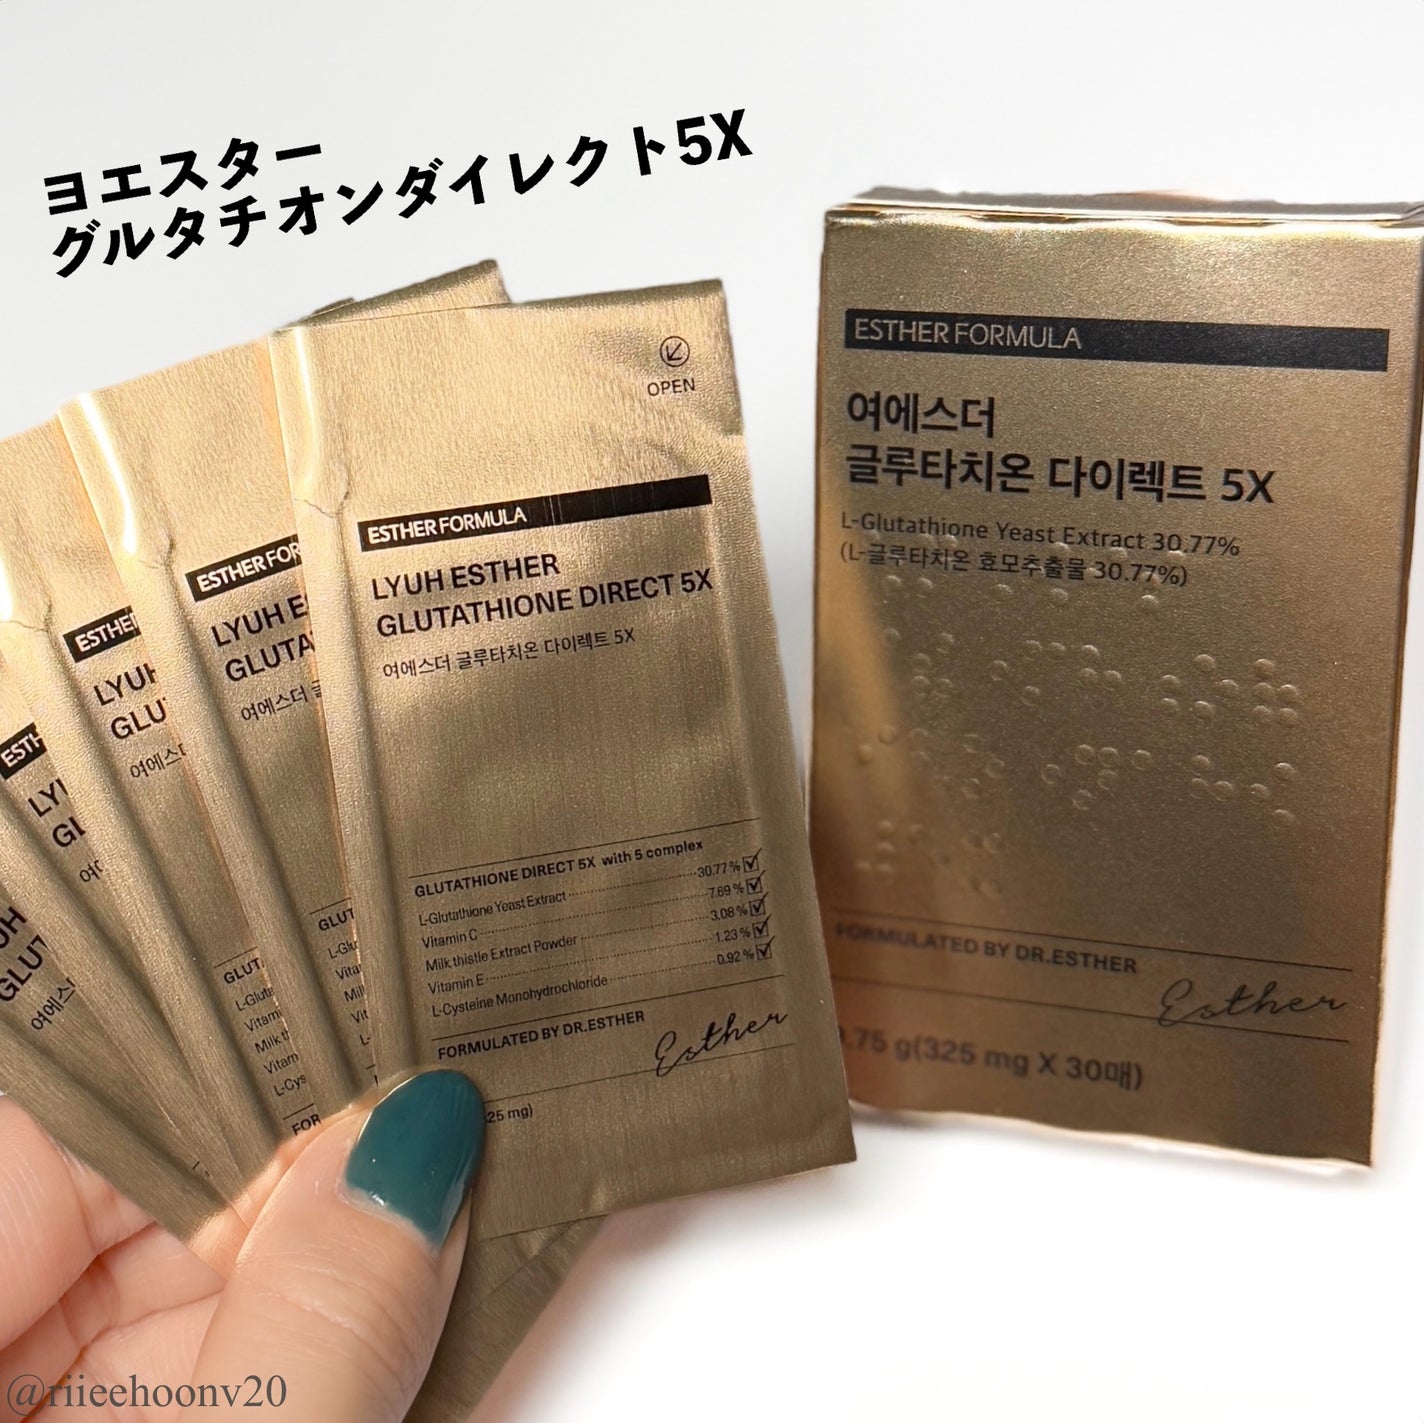 ヨエスター
グルタチオンダイレクト5X
OPEN
ESTHER FORMULA
LYUH ESTHER
GLUTATHIONE DIRECT 5X
여에스더 글루타치온 다이렉트 5X
GLUTATHIONE DIRECT 5X with 5 complex
L-Glutathione Yeast Extract 30.77 %
Vitamin C 7.69 %
Milk thistle Extract Powder 3.08 %
Vitamin E 1.23 %
L-Cysteine Monohydrochloride 0.92 %
FORMULATED BY DR.ESTHER
Esther
ESTHER FORMULA
여에스더
글루타치온 다이렉트 5X
L-Glutathione Yeast Extract 30.77%
(L-글루타치온 효모추출물 30.77%)
FORMULATED BY DR.ESTHER
Esther
(325 mg X 30매)
@riieehoonv20